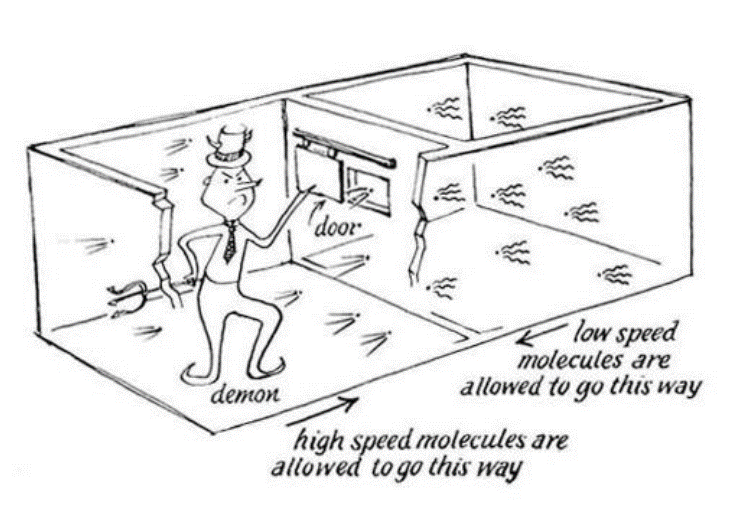 door
demon
low speed
molecules are
allowed to go this way
high speed molecules are
allowed to go this way